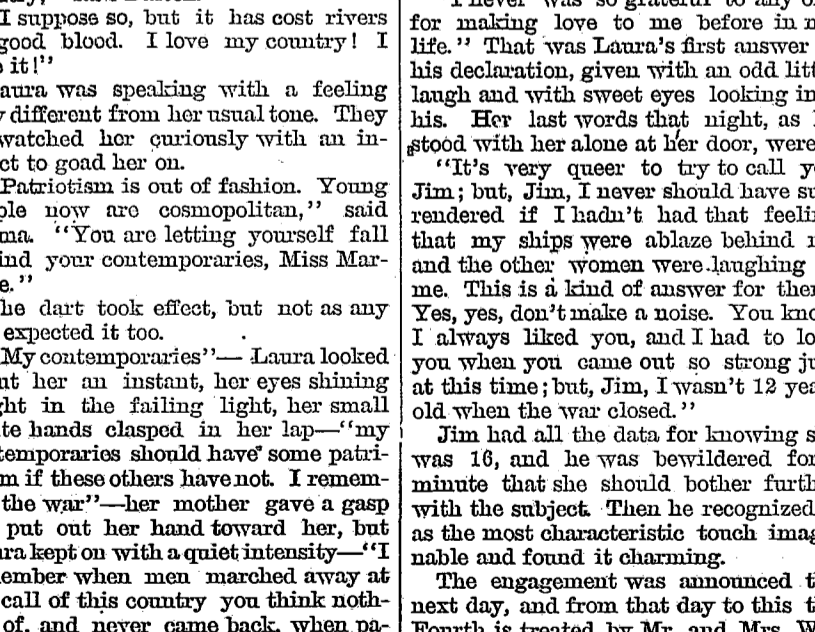 I suppose so, but it has cost rivers
good blood. I love my country! I
it!"
aura was speaking with a feeling
different from her usual tone. They
watched her curiously with an in-
ct to goad her on.
Patriotism is out of fashion. Young
ple now are cosmopolitan," said
ma. "You are letting yourself fall
ind your contemporaries, Miss Mar-
e."
he dart took effect, but not as any
expected it too.
My contemporaries"— Laura looked
ut her an instant, her eyes shining
ght in the failing light, her small
te hands clasped in her lap—"my
temporaries should have some patri-
m if these others have not. I remem-
the war"—her mother gave a gasp
put out her hand toward her, but
ra kept on with a quiet intensity—"I
ember when men marched away at
call of this country you think noth-
of, and never came back, when pa-
for making love to me before in m
life." That was Laura's first answer
his declaration, given with an odd litt
laugh and with sweet eyes looking in
his. Her last words that night, as
stood with her alone at her door, were
"It's very queer to try to call y
Jim; but, Jim, I never should have su
rendered if I hadn't had that feeli
that my ships were ablaze behind
and the other women were laughing
me. This is a kind of answer for the
Yes, yes, don't make a noise. You kno
I always liked you, and I had to lo
you when you came out so strong ju
at this time; but, Jim, I wasn't 12 yea
old when the war closed."
Jim had all the data for knowing s
was 16, and he was bewildered for
minute that she should bother furth
with the subject. Then he recognized
as the most characteristic touch imag
nable and found it charming.
The engagement was announced t
next day, and from that day to this t
Fourth is treated by Mr. and Mrs. W